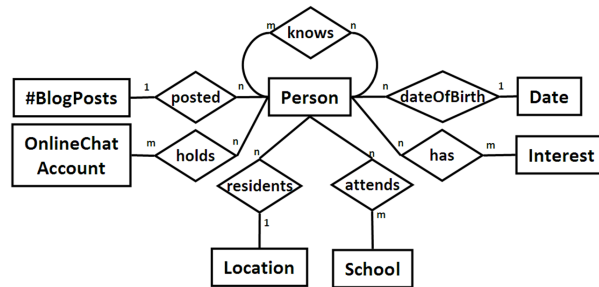 m knows n
#BlogPosts 1 posted n Person n dateOfBirth 1 Date
OnlineChat
Account
m holds n
n has m Interest
n residents 1
n attends m
Location
School